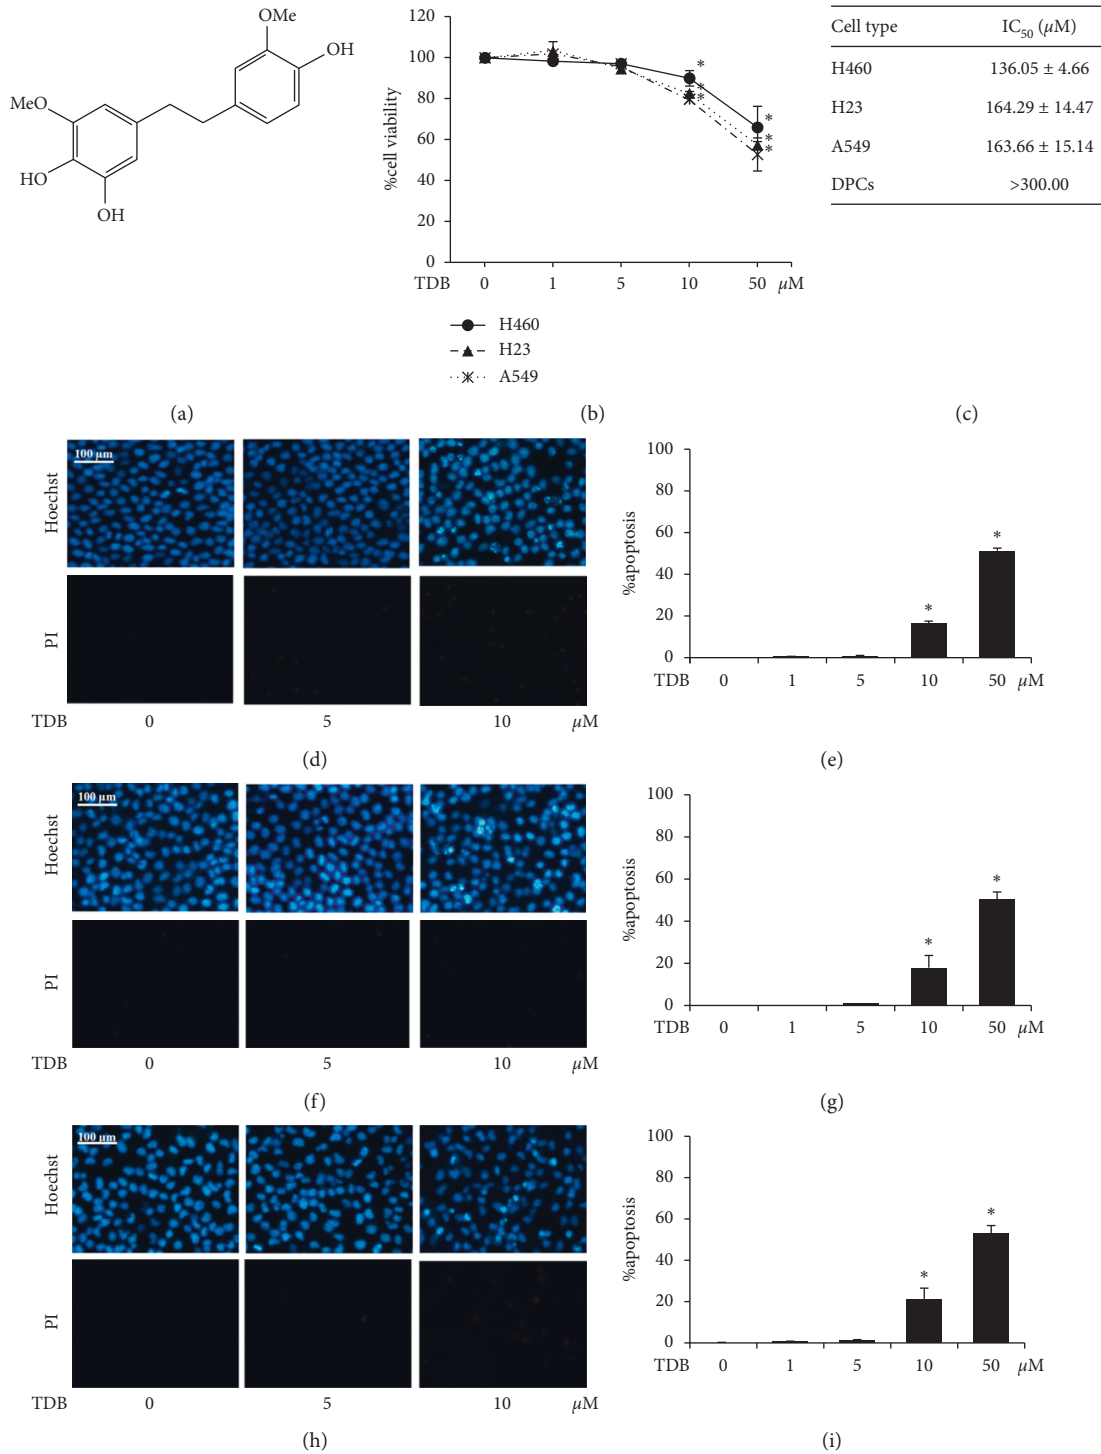 OMe
OH
MeO
HO
OH
(a)
%cell viability
120
100
80
60
40
20
0
*
*
*
*
*
*
TDB 0 1 5 10 50 μM
H460
H23
A549
(b)
Cell type IC50 (μM)
H460 136.05 ± 4.66
H23 164.29 ± 14.47
A549 163.66 ± 15.14
DPCs >300.00
(c)
100 μm
Hoechst
PI
TDB 0 5 10 μM
(d)
%apoptosis
100
80
60
40
20
0
*
*
TDB 0 1 5 10 50 μM
(e)
100 μm
Hoechst
PI
TDB 0 5 10 μM
(f)
%apoptosis
100
80
60
40
20
0
*
*
TDB 0 1 5 10 50 μM
(g)
100 μm
Hoechst
PI
TDB 0 5 10 μM
(h)
%apoptosis
100
80
60
40
20
0
*
*
TDB 0 1 5 10 50 μM
(i)